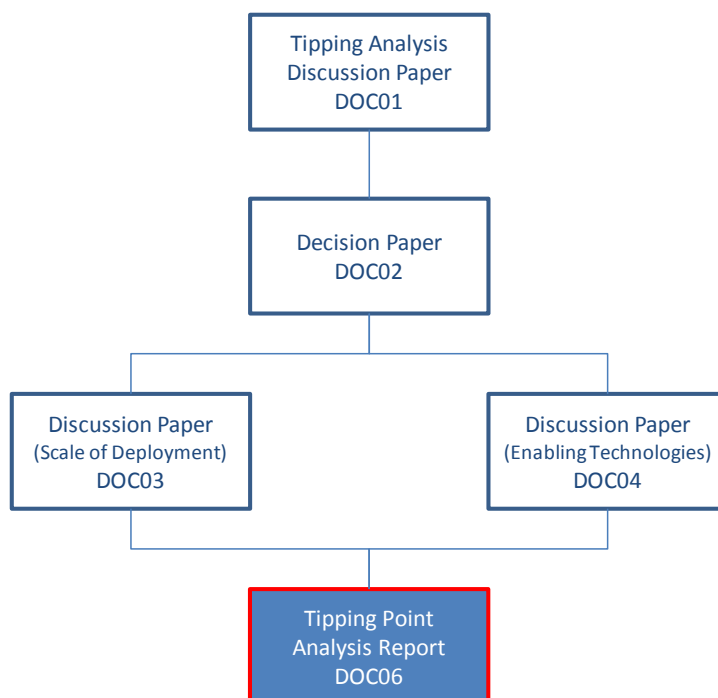 Tipping Analysis
Discussion Paper
DOC01
Decision Paper
DOC02
Discussion Paper
(Scale of Deployment)
DOC03
Discussion Paper
(Enabling Technologies)
DOC04
Tipping Point
Analysis Report
DOC06